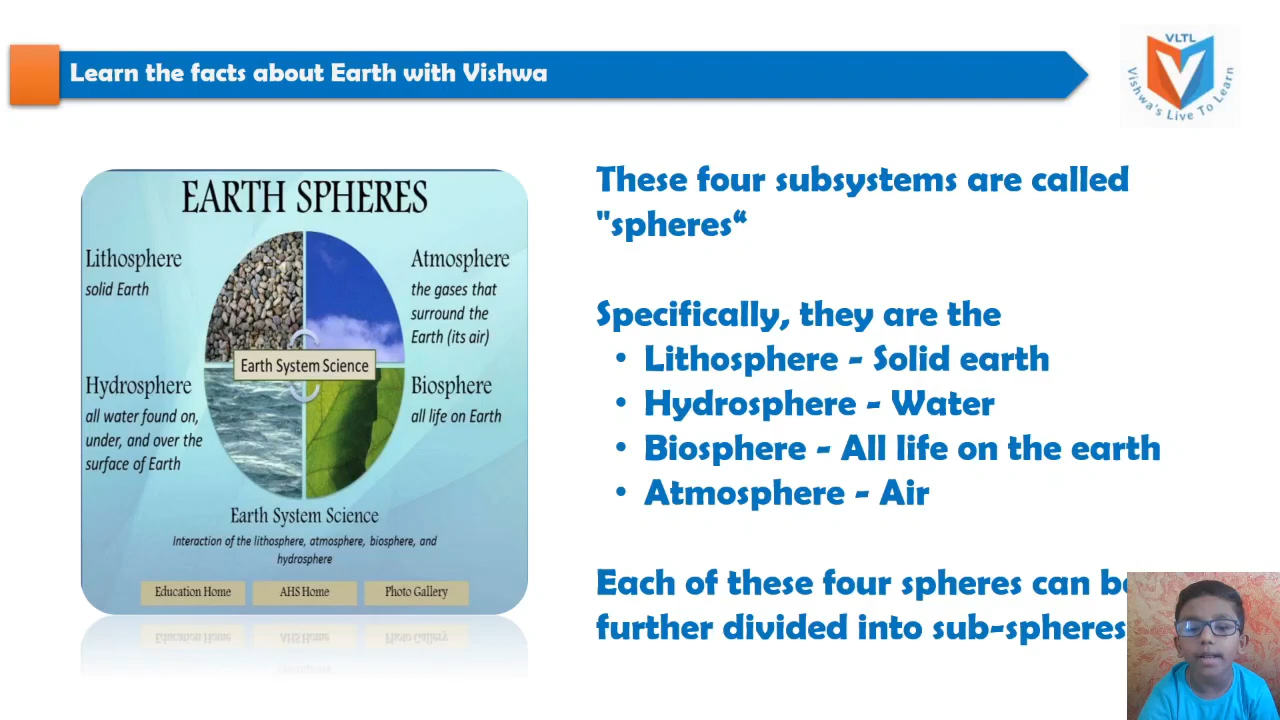 Learn the facts about Earth with Vishwa
VLTL
Vishwa's Live To Learn
EARTH SPHERES
Lithosphere
solid Earth
Atmosphere
the gases that
surround the
Earth (its air)
Earth System Science
Hydrosphere
all water found on,
under, and over the
surface of Earth
Biosphere
all life on Earth
Earth System Science
Interaction of the lithosphere, atmosphere, biosphere, and
hydrosphere
Education Home
AHS Home
Photo Gallery
These four subsystems are called
"spheres“
Specifically, they are the
• Lithosphere - Solid earth
• Hydrosphere - Water
• Biosphere - All life on the earth
• Atmosphere - Air
Each of these four spheres can be
further divided into sub-spheres